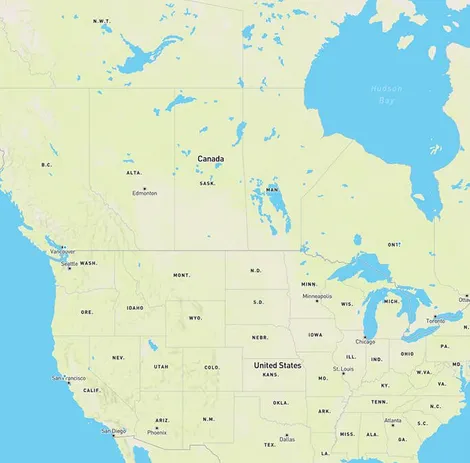 N.W.T.
Hudson
Bay
Canada
B.C.
ALTA.
SASK.
MAN.
Edmonton
ONT.
Vancouver
Seattle
WASH.
MONT.
N.D.
MINN.
Minneapolis
Otta
ORE.
IDAHO
WYO.
S.D.
WIS.
MICH.
Toronto
IOWA
Chicago
NEBR.
PA.
NEV.
UTAH
COLO.
United States
KANS.
ILL.
IND.
OHIO
MD.
W.VA.
San Francisco
CALIF.
MO.
St. Louis
KY.
VA.
OKLA.
TENN.
N.C.
ARIZ.
N.M.
ARK.
Atlanta
S.C.
San Diego
Phoenix
Dallas
TEX.
MISS.
ALA.
GA.
LA.